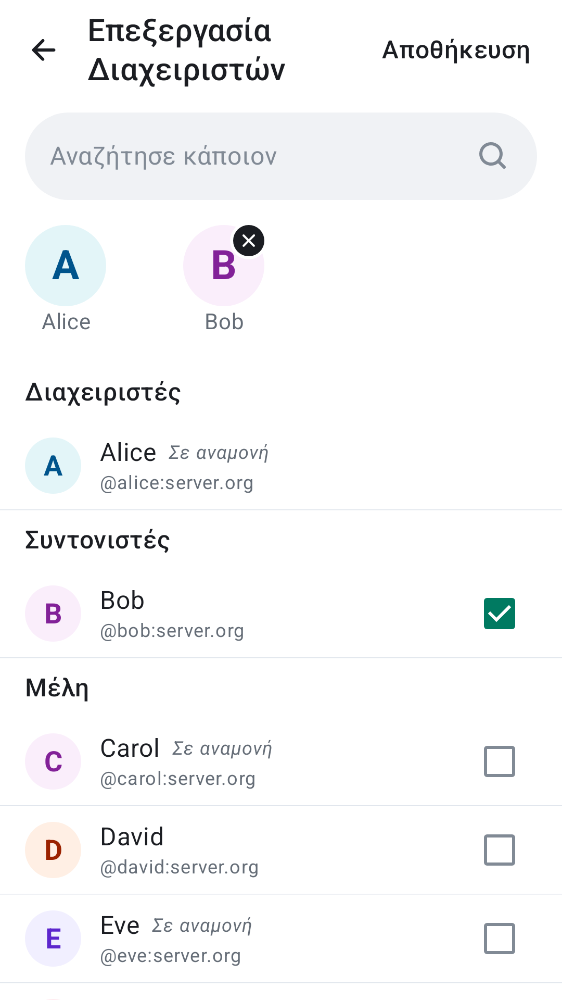 Επεξεργασία
Διαχειριστών
Αποθήκευση
Αναζήτησε κάποιον
A
B
Alice
Bob
Διαχειριστές
A
Alice Σε αναμονή
@alice:server.org
Συντονιστές
B
Bob
@bob:server.org
Μέλη
C
Carol Σε αναμονή
@carol:server.org
D
David
@david:server.org
E
Eve Σε αναμονή
@eve:server.org